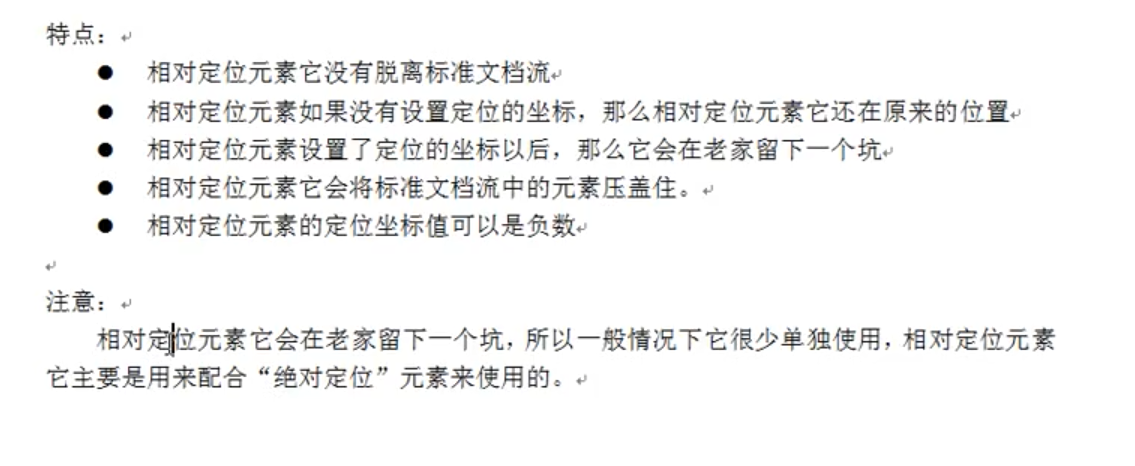 特点：
● 相对定位元素它没有脱离标准文档流
● 相对定位元素如果没有设置定位的坐标，那么相对定位元素它还在原来的位置
● 相对定位元素设置了定位的坐标以后，那么它会在老家留下一个坑
● 相对定位元素它会将标准文档流中的元素压盖住。
● 相对定位元素的定位坐标值可以是负数
注意：
相对定位元素它会在老家留下一个坑，所以一般情况下它很少单独使用，相对定位元素
它主要是用来配合“绝对定位”元素来使用的。